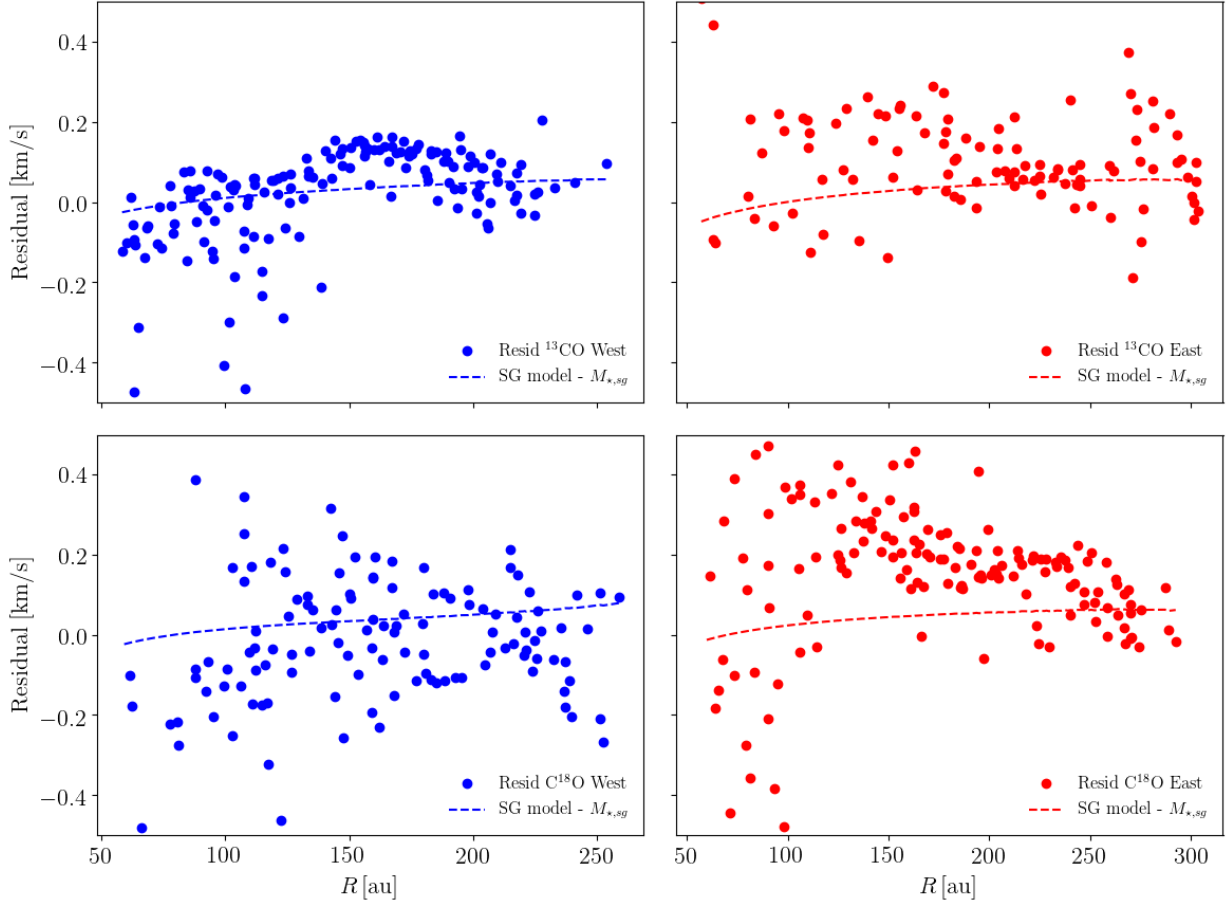 0.4
0.2
0.0
−0.2
−0.4
Residual [km/s]
Resid ¹³CO West
SG model - M⋆,sg
Resid ¹³CO East
SG model - M⋆,sg
0.4
0.2
0.0
−0.2
−0.4
Residual [km/s]
Resid C¹⁸O West
SG model - M⋆,sg
Resid C¹⁸O East
SG model - M⋆,sg
50 100 150 200 250
R [au]
50 100 150 200 250 300
R [au]